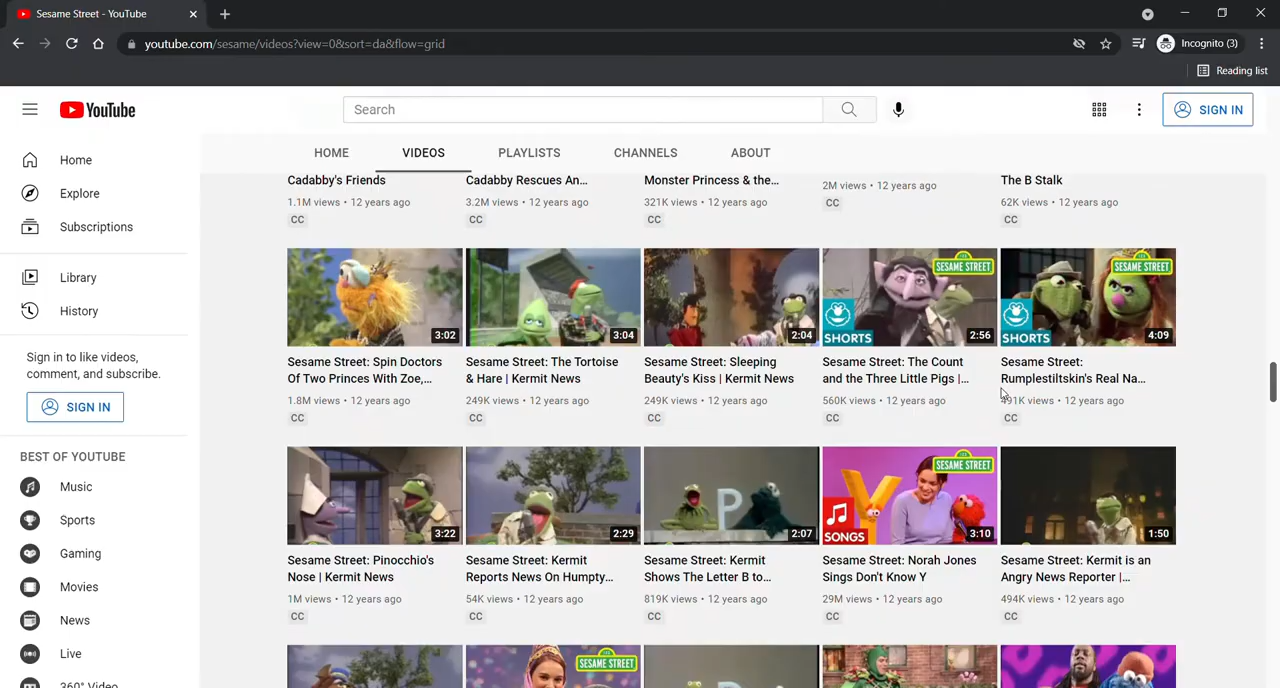 Sesame Street - YouTube
youtube.com/sesame/videos?view=0&sort=da&flow=grid
Incognito (3)
Reading list
YouTube
Search
SIGN IN
HOME VIDEOS PLAYLISTS CHANNELS ABOUT
Home
Explore
Subscriptions
Library
History
Sign in to like videos,
comment, and subscribe.
SIGN IN
BEST OF YOUTUBE
Music
Sports
Gaming
Movies
News
Live
360° Video
Cadabby's Friends
1.1M views • 12 years ago
CC
Cadabby Rescues An...
3.2M views • 12 years ago
CC
Monster Princess & the...
321K views • 12 years ago
CC
2M views • 12 years ago
CC
The B Stalk
62K views • 12 years ago
CC
3:02
Sesame Street: Spin Doctors
Of Two Princes With Zoe,...
1.8M views • 12 years ago
CC
3:04
Sesame Street: The Tortoise
& Hare | Kermit News
249K views • 12 years ago
CC
2:04
Sesame Street: Sleeping
Beauty's Kiss | Kermit News
249K views • 12 years ago
CC
SESAME STREET
SHORTS
2:56
Sesame Street: The Count
and the Three Little Pigs |...
560K views • 12 years ago
CC
SESAME STREET
SHORTS
4:09
Sesame Street:
Rumplestiltskin's Real Na...
491K views • 12 years ago
CC
3:22
Sesame Street: Pinocchio's
Nose | Kermit News
1M views • 12 years ago
CC
2:29
Sesame Street: Kermit
Reports News On Humpty...
54K views • 12 years ago
CC
P
2:07
Sesame Street: Kermit
Shows The Letter B to...
819K views • 12 years ago
CC
SESAME STREET
Y
SONGS
3:10
Sesame Street: Norah Jones
Sings Don't Know Y
29M views • 12 years ago
CC
1:50
Sesame Street: Kermit is an
Angry News Reporter |...
494K views • 12 years ago
CC
SESAME STREET